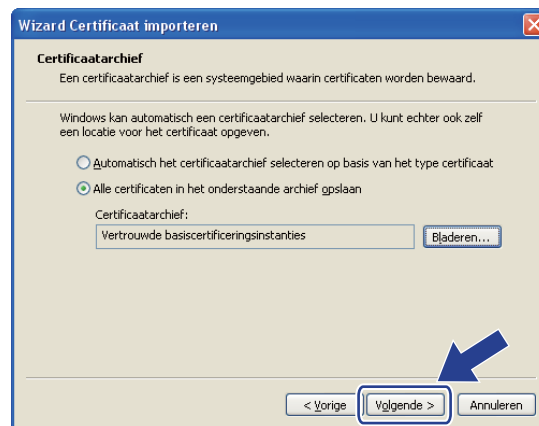 Wizard Certificaat importeren
Certificaatarchief
Een certificaatarchief is een systeemgebied waarin certificaten worden bewaard.
Windows kan automatisch een certificaatarchief selecteren. U kunt echter ook zelf
een locatie voor het certificaat opgeven.
Automatisch het certificaatarchief selecteren op basis van het type certificaat
Alle certificaten in het onderstaande archief opslaan
Certificaatarchief:
Vertrouwde basiscertificeringsinstanties
Bladeren...
< Vorige
Volgende >
Annuleren